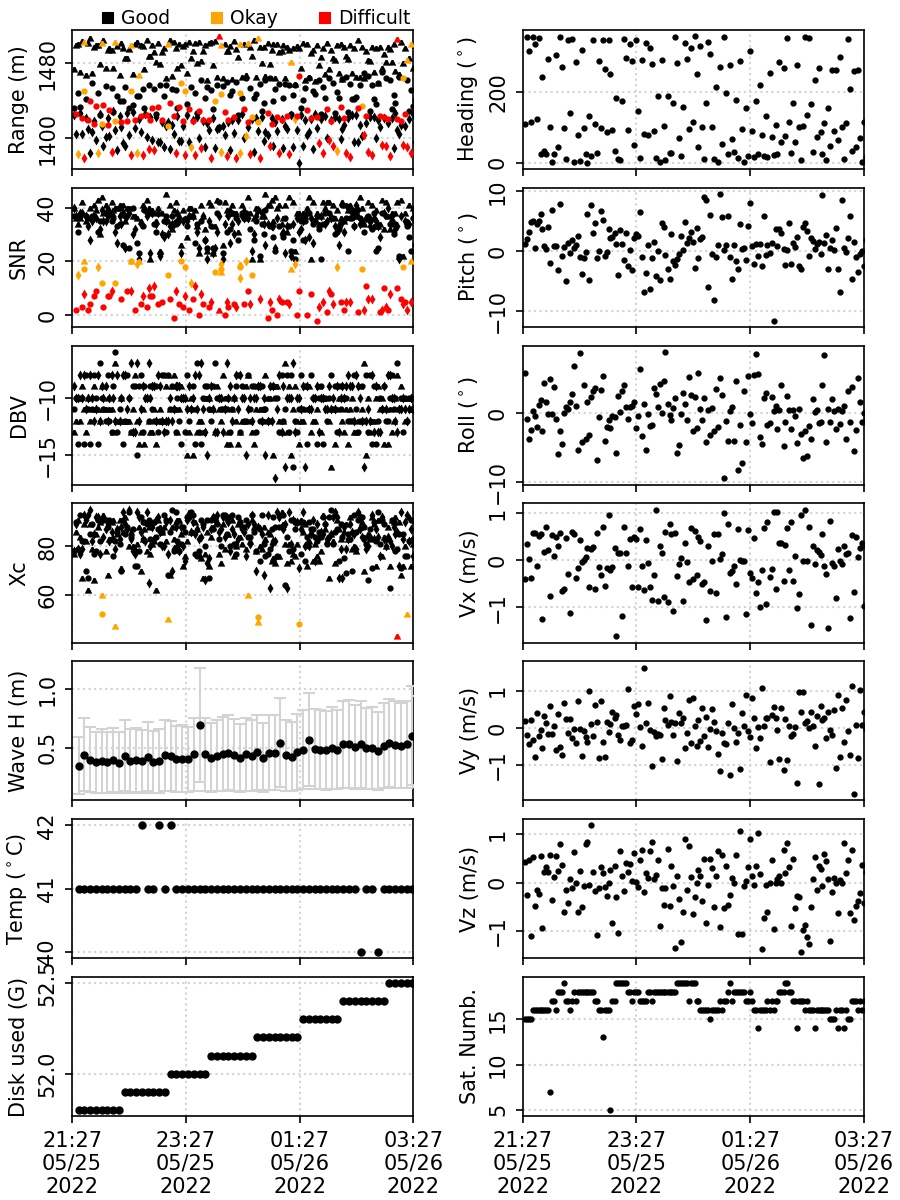 Good Okay Difficult
Range (m)
1480
1400
Heading (°)
200
0
SNR
40
20
0
Pitch (°)
10
0
−10
DBV
−10
−15
Roll (°)
0
−10
Xc
80
60
Vx (m/s)
1
0
−1
Wave H (m)
1.0
0.5
Vy (m/s)
1
0
−1
Temp (°C)
42
41
40
Vz (m/s)
1
0
−1
Disk used (G)
52.5
52.0
Sat. Numb.
15
10
5
21:27 23:27 01:27 03:27
05/25 05/25 05/26 05/26
2022 2022 2022 2022
21:27 23:27 01:27 03:27
05/25 05/25 05/26 05/26
2022 2022 2022 2022